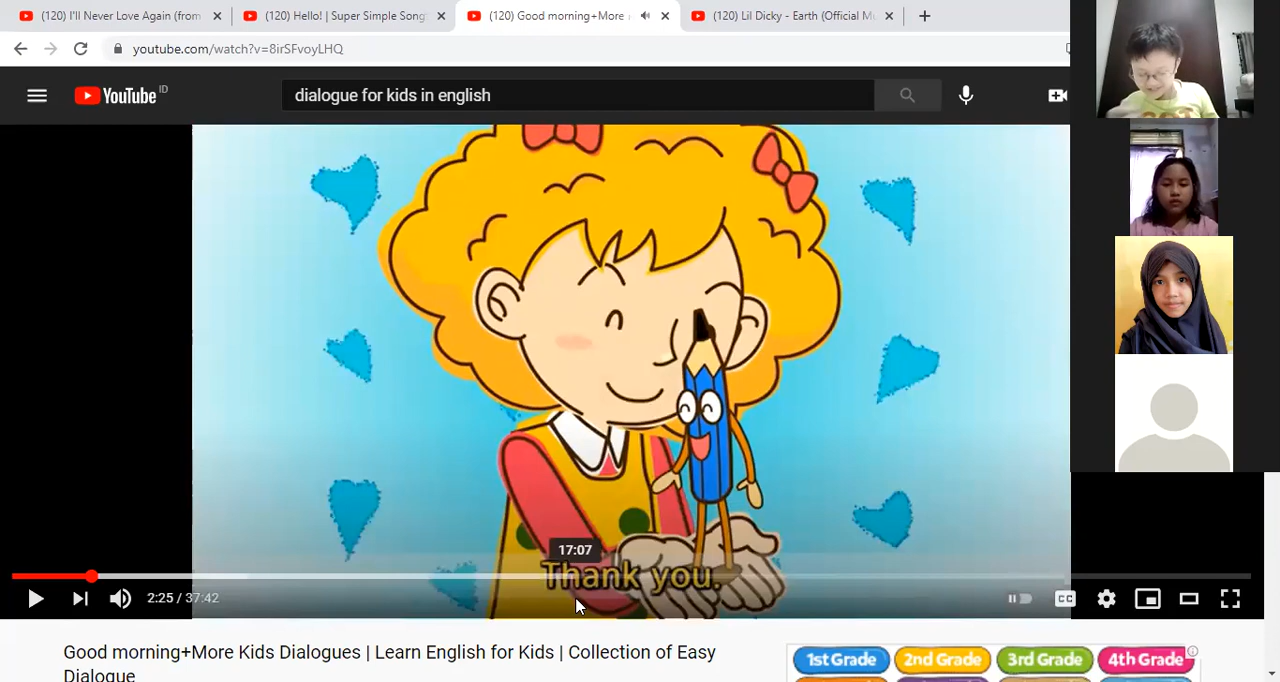 (120) I'll Never Love Again (from
(120) Hello! | Super Simple Song
(120) Good morning+More
(120) Lil Dicky - Earth (Official Mu
youtube.com/watch?v=8irSFvoyLHQ
YouTube ID
dialogue for kids in english
17:07
Thank you.
2:25 / 37:42
CC
Good morning+More Kids Dialogues | Learn English for Kids | Collection of Easy
Dialogue
1st Grade 2nd Grade 3rd Grade 4th Grade